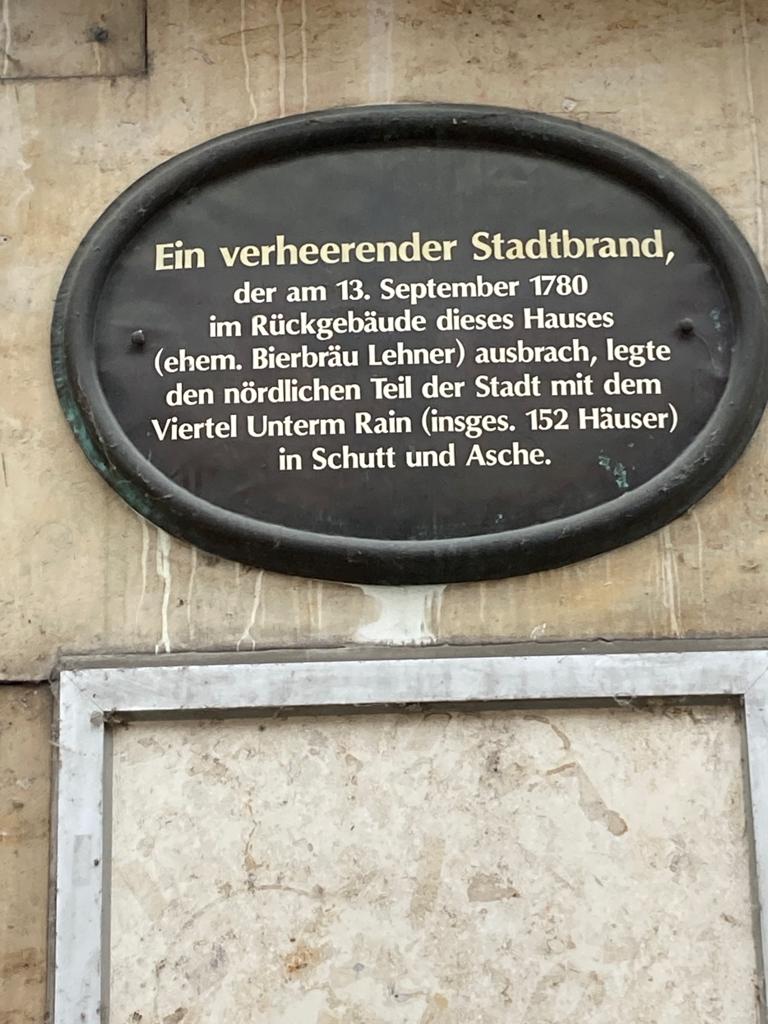 Ein verheerender Stadtbrand,
der am 13. September 1780
im Rückgebäude dieses Hauses
(ehem. Bierbräu Lehner) ausbrach, legte
den nördlichen Teil der Stadt mit dem
Viertel Unterm Rain (insges. 152 Häuser)
in Schutt und Asche.